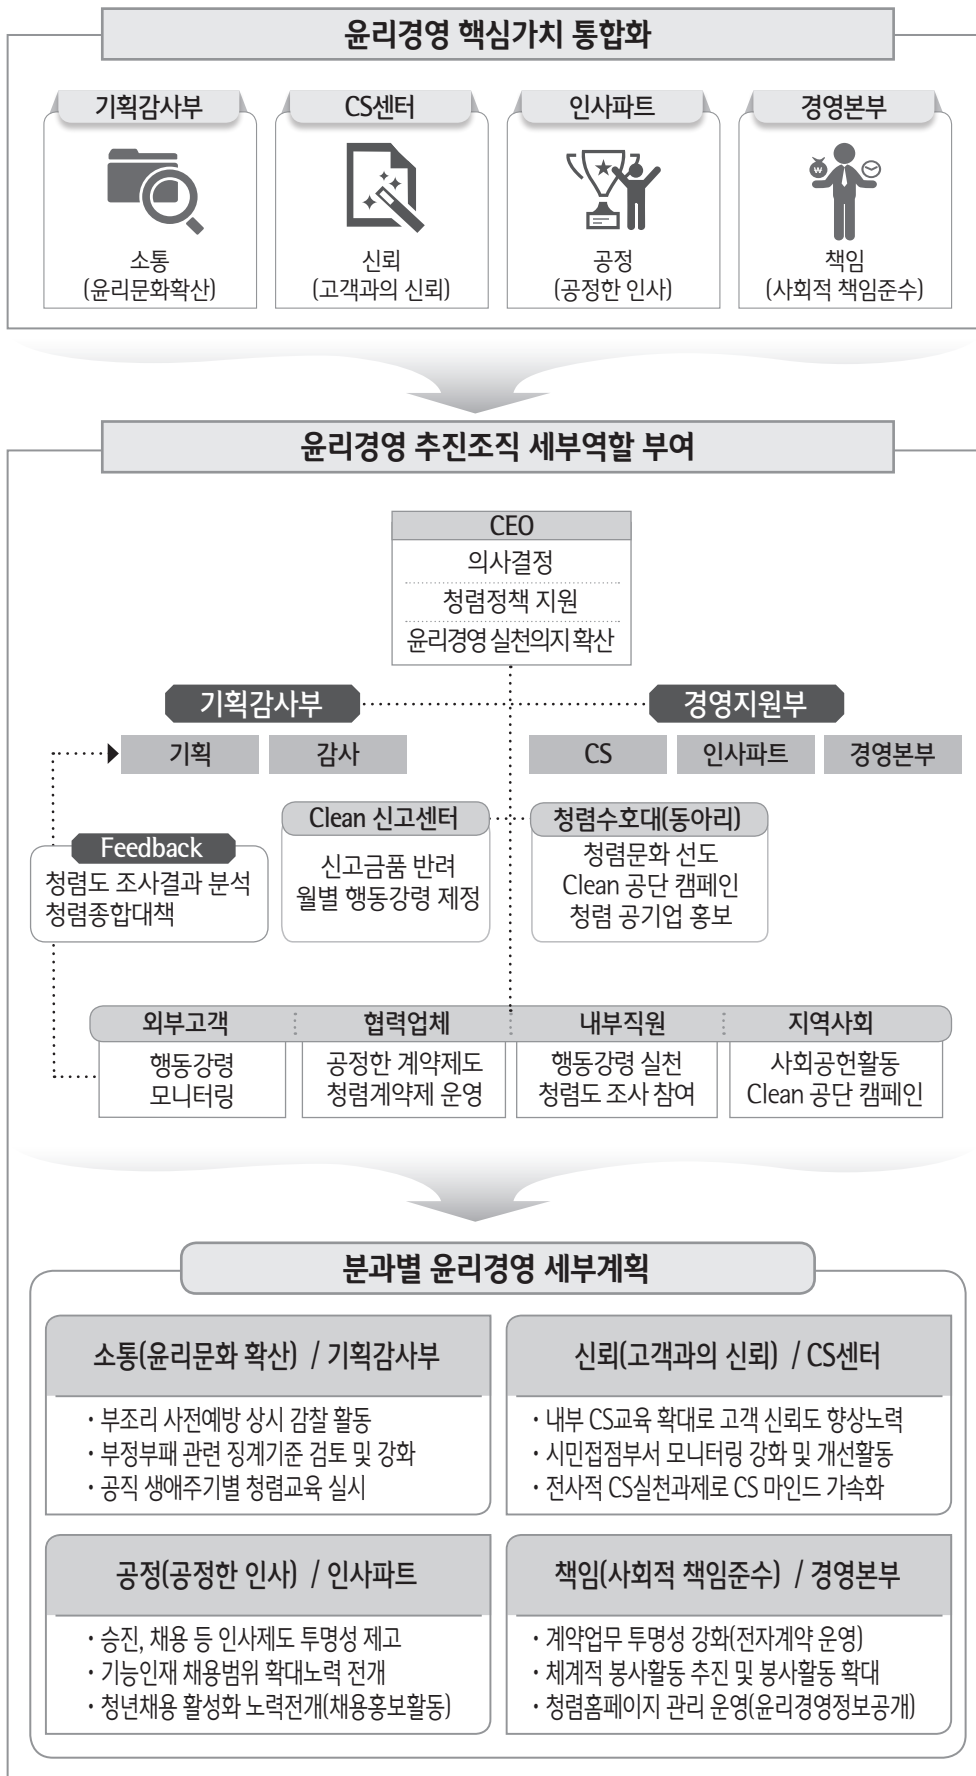 윤리경영 핵심가치 통합화
기획감사부
CS센터
인사파트
경영본부
₩
소통
(윤리문화확산)
신뢰
(고객과의 신뢰)
공정
(공정한 인사)
책임
(사회적 책임준수)
윤리경영 추진조직 세부역할 부여
CEO
의사결정
청렴정책 지원
윤리경영 실천의지 확산
기획감사부
경영지원부
기획
감사
CS
인사파트
경영본부
Clean 신고센터
신고금품 반려
월별 행동강령 제정
청렴수호대(동아리)
청렴문화 선도
Clean 공단 캠페인
청렴 공기업 홍보
Feedback
청렴도 조사결과 분석
청렴종합대책
외부고객
행동강령
모니터링
협력업체
공정한 계약제도
청렴계약제 운영
내부직원
행동강령 실천
청렴도 조사 참여
지역사회
사회공헌활동
Clean 공단 캠페인
분과별 윤리경영 세부계획
소통(윤리문화 확산) / 기획감사부
· 부조리 사전예방 상시 감찰 활동
· 부정부패 관련 징계기준 검토 및 강화
· 공직 생애주기별 청렴교육 실시
신뢰(고객과의 신뢰) / CS센터
· 내부 CS교육 확대로 고객 신뢰도 향상노력
· 시민접점부서 모니터링 강화 및 개선활동
· 전사적 CS실천과제로 CS 마인드 가속화
공정(공정한 인사) / 인사파트
· 승진, 채용 등 인사제도 투명성 제고
· 기능인재 채용범위 확대노력 전개
· 청년채용 활성화 노력전개(채용홍보활동)
책임(사회적 책임준수) / 경영본부
· 계약업무 투명성 강화(전자계약 운영)
· 체계적 봉사활동 추진 및 봉사활동 확대
· 청렴홈페이지 관리 운영(윤리경영정보공개)